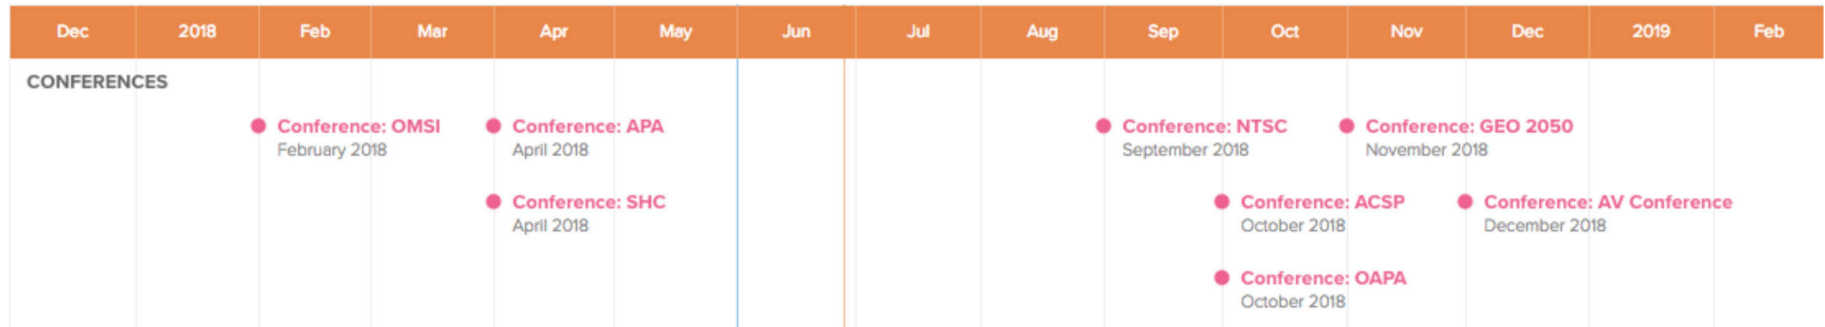 Dec 2018 Feb Mar Apr May Jun Jul Aug Sep Oct Nov Dec 2019 Feb
CONFERENCES
Conference: OMSI
February 2018
Conference: APA
April 2018
Conference: NTSC
September 2018
Conference: GEO 2050
November 2018
Conference: SHC
April 2018
Conference: ACSP
October 2018
Conference: AV Conference
December 2018
Conference: OAPA
October 2018